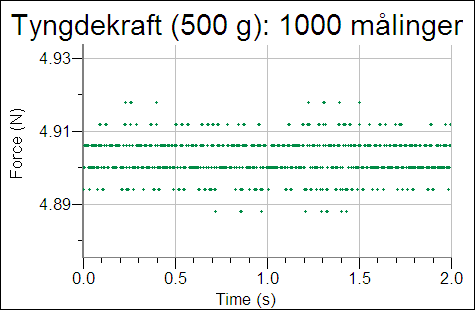 Tyngdekraft (500 g): 1000 målinger
4.93
4.91
4.89
Force (N)
0.0 0.5 1.0 1.5 2.0
Time (s)